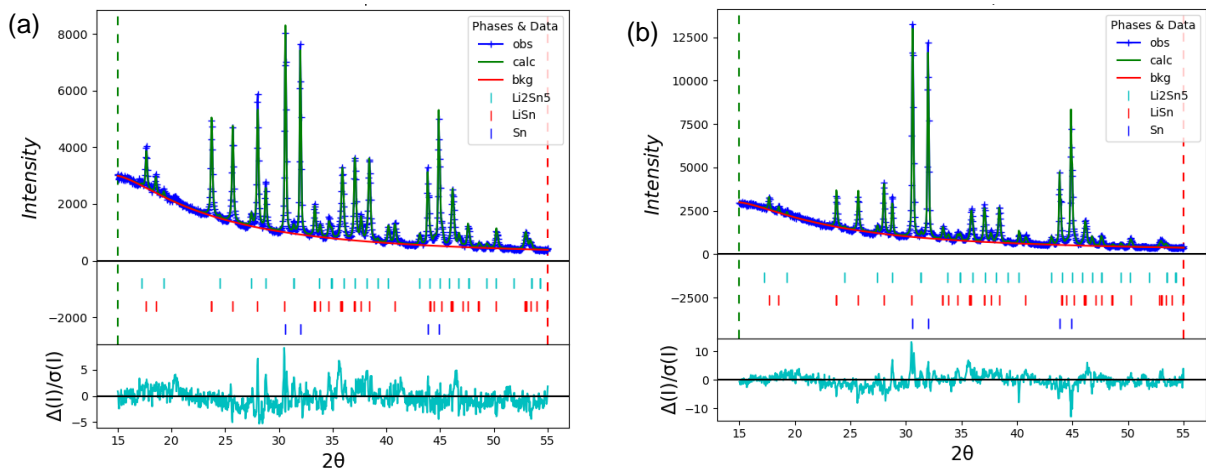 (a)
Intensity
8000
6000
4000
2000
0
−2000
Phases & Data
obs
calc
bkg
Li2Sn5
LiSn
Sn
Δ(I)/σ(I)
5
0
−5
15 20 25 30 35 40 45 50 55
2θ
(b)
Intensity
12500
10000
7500
5000
2500
0
−2500
Phases & Data
obs
calc
bkg
Li2Sn5
LiSn
Sn
Δ(I)/σ(I)
10
0
−10
15 20 25 30 35 40 45 50 55
2θ